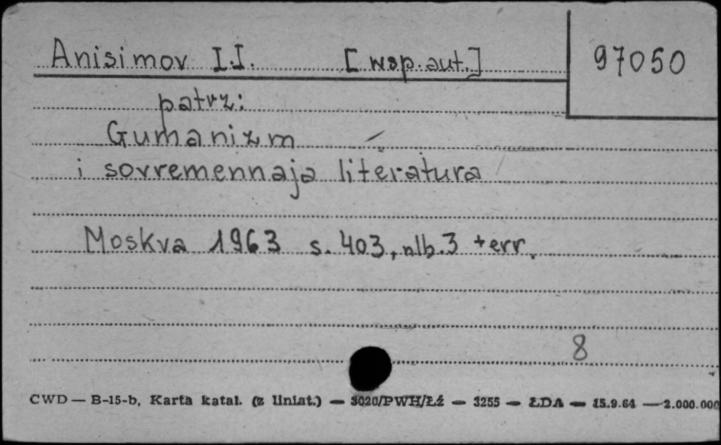 Anisimov I.I. [wsp. aut.] 97050
patrz:
Gumanizm
i sovremennaja literatura
Moskva 1963 s. 403, nlb. 3 + err.
8
CWD — B-15-b, Karta katal. (z liniat.) — 3020/PWH/Łź — 3255 — ŁDA — 15.9.64 — 2.000.000